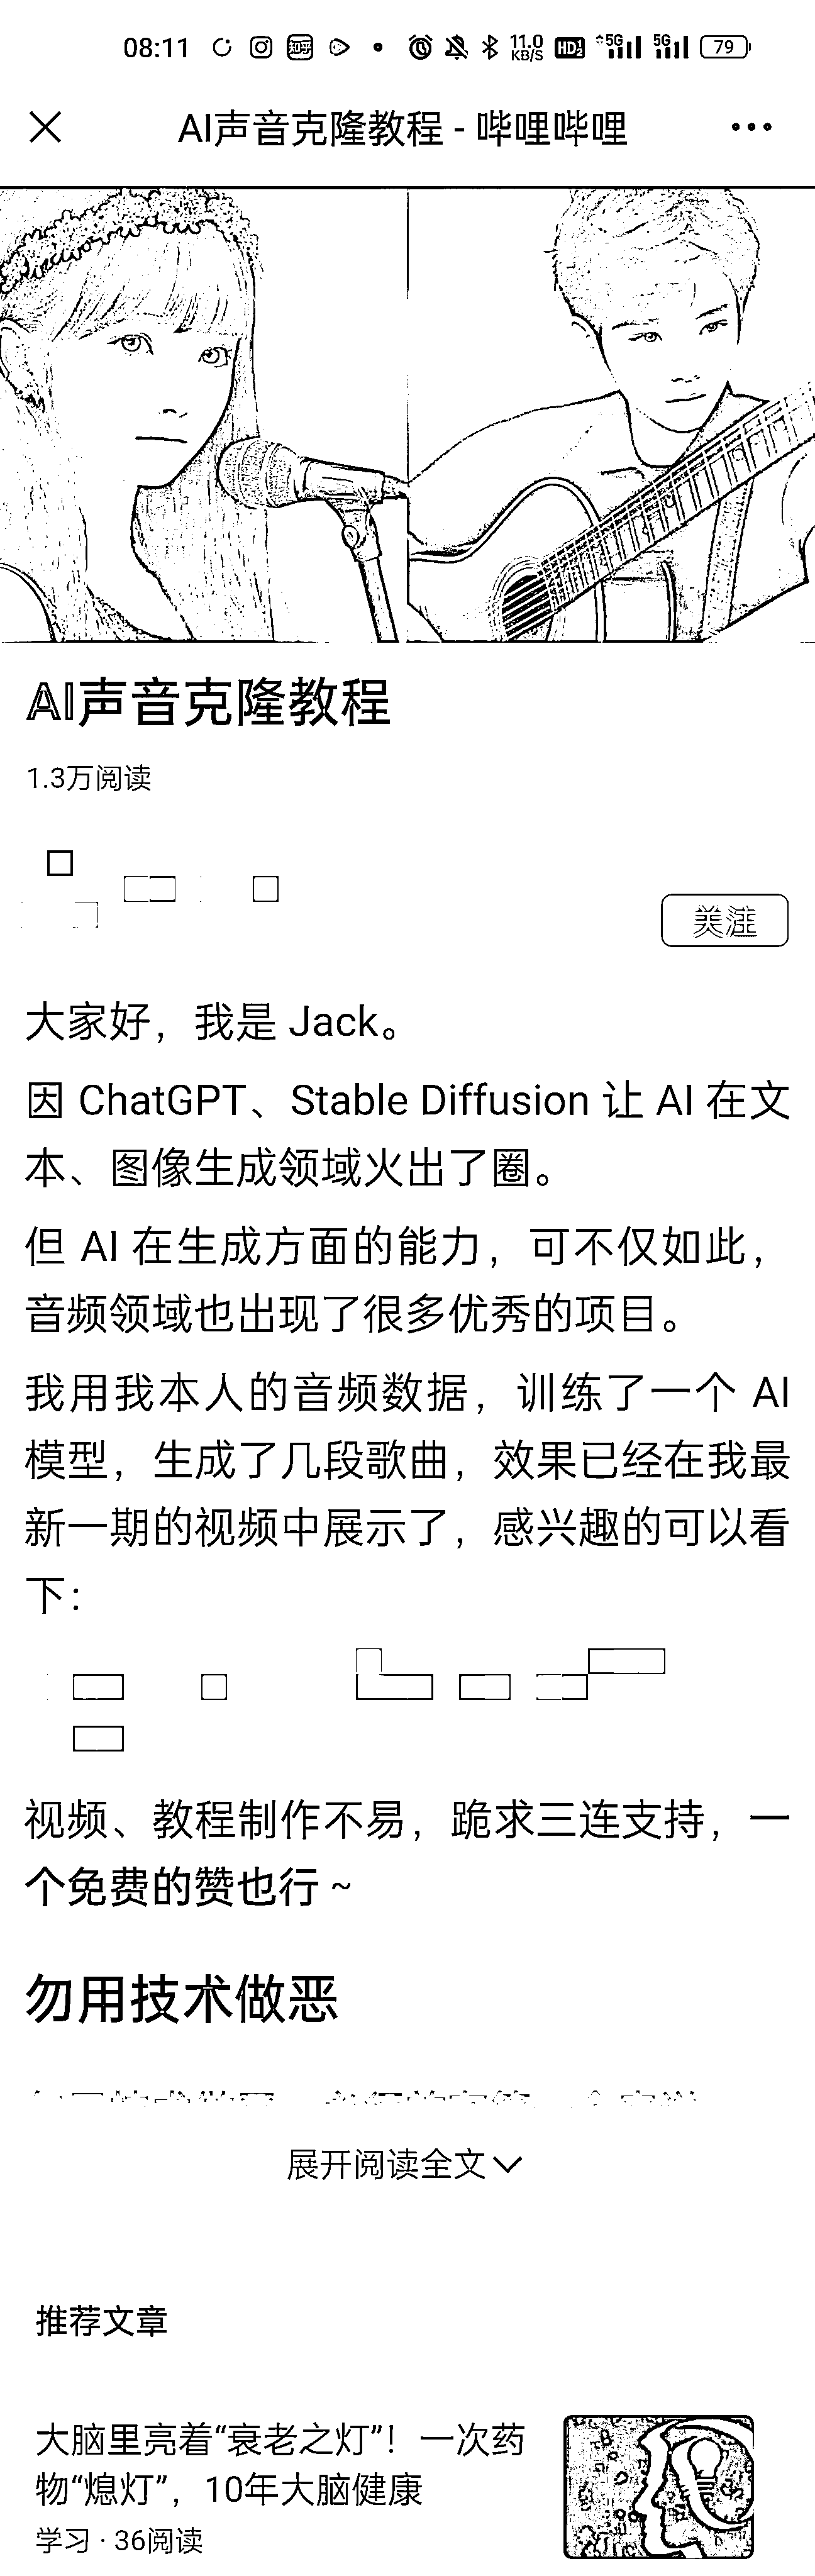 08:11 知乎 11.0 KB/S HD2 5G 5G 79
AI声音克隆教程 - 哔哩哔哩
AI声音克隆教程
1.3万阅读
关注
大家好，我是 Jack。
因 ChatGPT、Stable Diffusion 让 AI 在文
本、图像生成领域火出了圈。
但 AI 在生成方面的能力，可不仅如此，
音频领域也出现了很多优秀的项目。
我用我本人的音频数据，训练了一个 AI
模型，生成了几段歌曲，效果已经在我最
新一期的视频中展示了，感兴趣的可以看
下：
视频、教程制作不易，跪求三连支持，一
个免费的赞也行 ~
勿用技术做恶
展开阅读全文
推荐文章
大脑里亮着“衰老之灯”！一次药
物“熄灯”，10年大脑健康
学习 · 36阅读